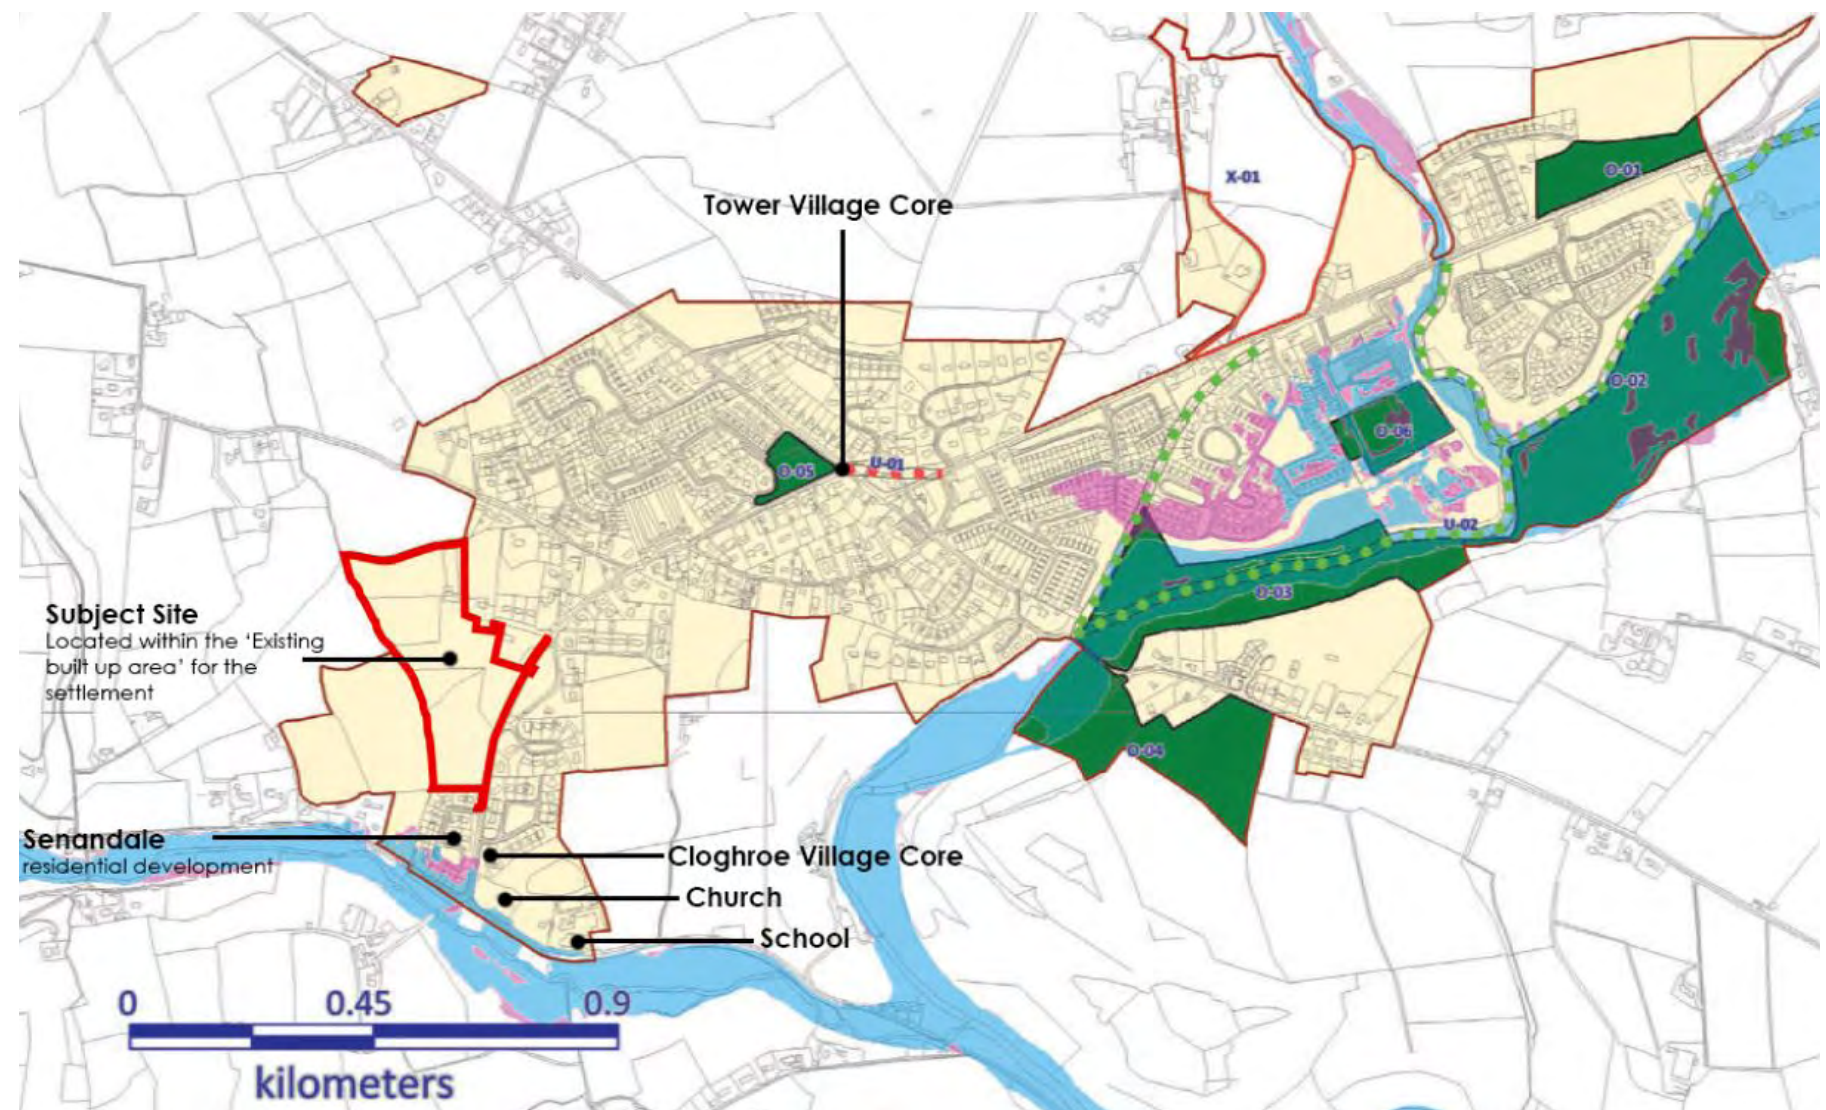 X-01
O-01
Tower Village Core
O-02
O-06
O-05
U-01
U-02
O-03
Subject Site
Located within the ‘Existing
built up area’ for the
settlement
O-04
Senandale
residential development
Cloghroe Village Core
Church
School
0 0.45 0.9
kilometers